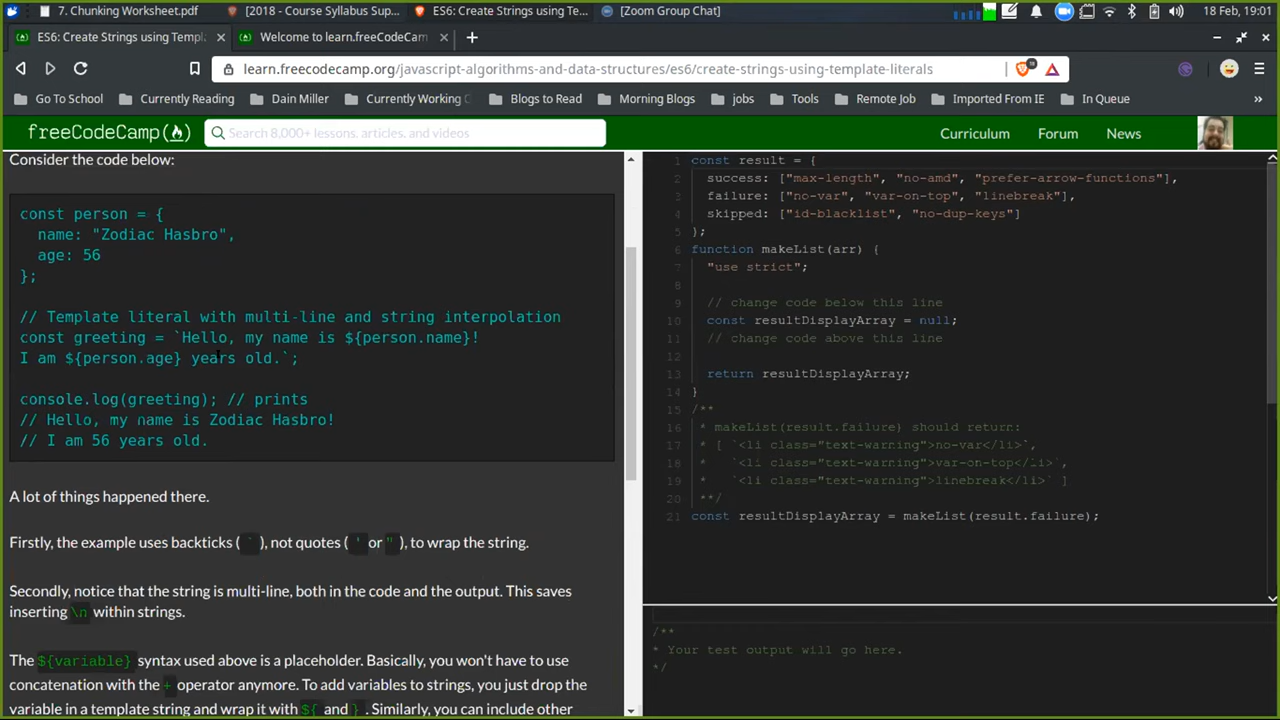 7. Chunking Worksheet.pdf
[2018 - Course Syllabus Sup...
ES6: Create Strings using Te...
[Zoom Group Chat]
18 Feb, 19:01
ES6: Create Strings using Templ
Welcome to learn.freeCodeCam
learn.freecodecamp.org/javascript-algorithms-and-data-structures/es6/create-strings-using-template-literals
Go To School
Currently Reading
Dain Miller
Currently Working
Blogs to Read
Morning Blogs
jobs
Tools
Remote Job
Imported From IE
In Queue
»
freeCodeCamp
Search 8,000+ lessons, articles, and videos
Curriculum
Forum
News
Consider the code below:
const person = {
name: "Zodiac Hasbro",
age: 56
};
// Template literal with multi-line and string interpolation
const greeting = `Hello, my name is ${person.name}!
I am ${person.age} years old.`;
console.log(greeting); // prints
// Hello, my name is Zodiac Hasbro!
// I am 56 years old.
A lot of things happened there.
Firstly, the example uses backticks (`), not quotes (' or "), to wrap the string.
Secondly, notice that the string is multi-line, both in the code and the output. This saves
inserting \n within strings.
The ${variable} syntax used above is a placeholder. Basically, you won't have to use
concatenation with the + operator anymore. To add variables to strings, you just drop the
variable in a template string and wrap it with ${ and }. Similarly, you can include other
1 const result = {
2 success: ["max-length", "no-amd", "prefer-arrow-functions"],
3 failure: ["no-var", "var-on-top", "linebreak"],
4 skipped: ["id-blacklist", "no-dup-keys"]
5 };
6 function makeList(arr) {
7 "use strict";
8
9 // change code below this line
10 const resultDisplayArray = null;
11 // change code above this line
12
13 return resultDisplayArray;
14 }
15 /**
16 * makeList(result.failure) should return:
17 * [ `<li class="text-warning">no-var</li>`,
18 * `<li class="text-warning">var-on-top</li>`,
19 * `<li class="text-warning">linebreak</li>` ]
20 **/
21 const resultDisplayArray = makeList(result.failure);
/**
* Your test output will go here.
*/